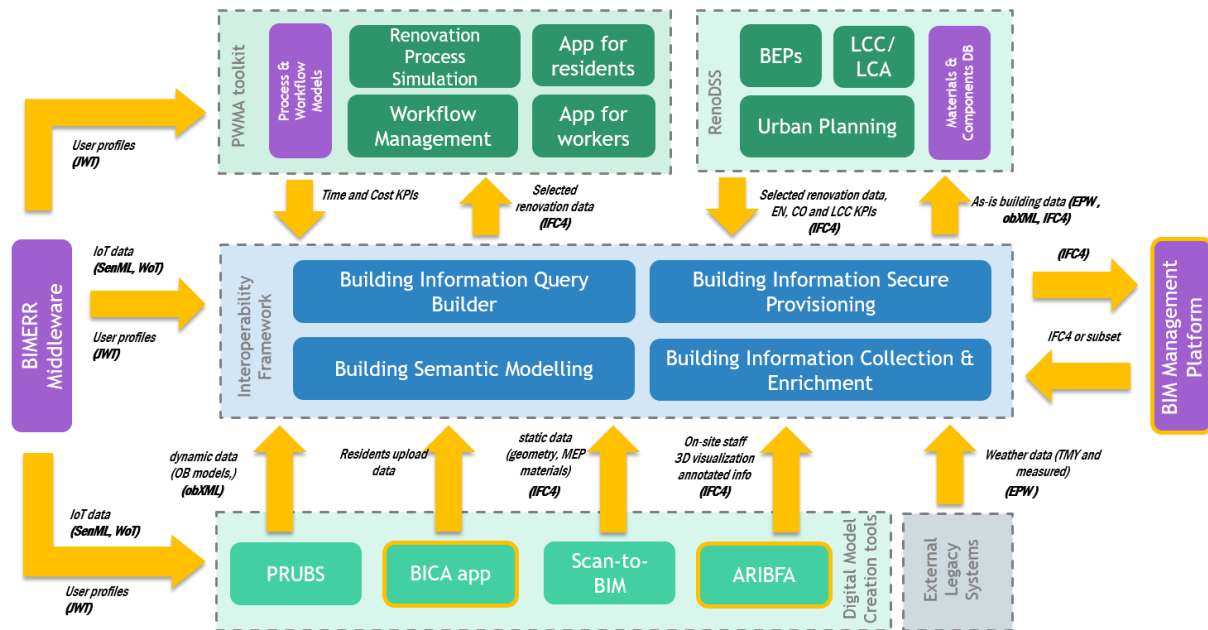 PWMA toolkit
Process &
Workflow
Models
Renovation
Process
Simulation
App for
residents
Workflow
Management
App for
workers
RenoDSS
BEPs
LCC/
LCA
Urban Planning
Materials &
Components DB
User profiles
(JWT)
Time and Cost KPIs
Selected
renovation data
(IFC4)
Selected renovation data,
EN, CO and LCC KPIs
(IFC4)
As-is building data (EPW ,
obXML, IFC4)
BIMERR
Middleware
IoT data
(SenML, WoT)
User profiles
(JWT)
Interoperability
Framework
Building Information Query
Builder
Building Information Secure
Provisioning
Building Semantic Modelling
Building Information Collection &
Enrichment
(IFC4)
IFC4 or subset
BIM Management
Platform
dynamic data
(OB models,)
(obXML)
Residents upload
data
static data
(geometry, MEP
materials)
(IFC4)
On-site staff
3D visualization
annotated info
(IFC4)
Weather data (TMY and
measured)
(EPW )
IoT data
(SenML, WoT)
User profiles
(JWT)
PRUBS
BICA app
Scan-to-
BIM
ARIBFA
Digital Model
Creation tools
External
Legacy
Systems